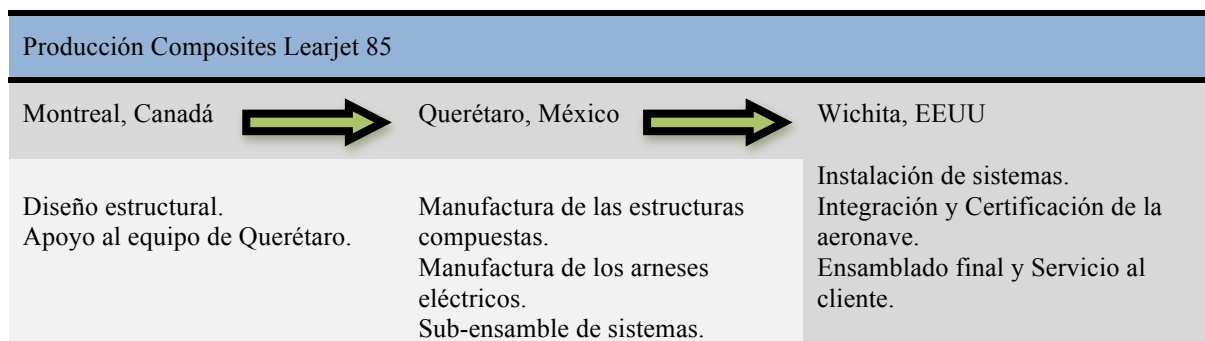 Producción Composites Learjet 85
Montreal, Canadá
Querétaro, México
Wichita, EEUU
Diseño estructural.
Apoyo al equipo de Querétaro.
Manufactura de las estructuras
compuestas.
Manufactura de los arneses
eléctricos.
Sub-ensamble de sistemas.
Instalación de sistemas.
Integración y Certificación de la
aeronave.
Ensamblado final y Servicio al
cliente.